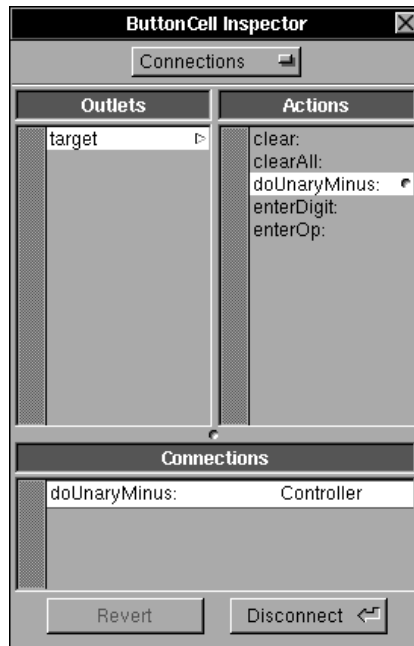 ButtonCell Inspector
Connections
Outlets
Actions
target
clear:
clearAll:
doUnaryMinus:
enterDigit:
enterOp:
Connections
doUnaryMinus: Controller
Revert
Disconnect